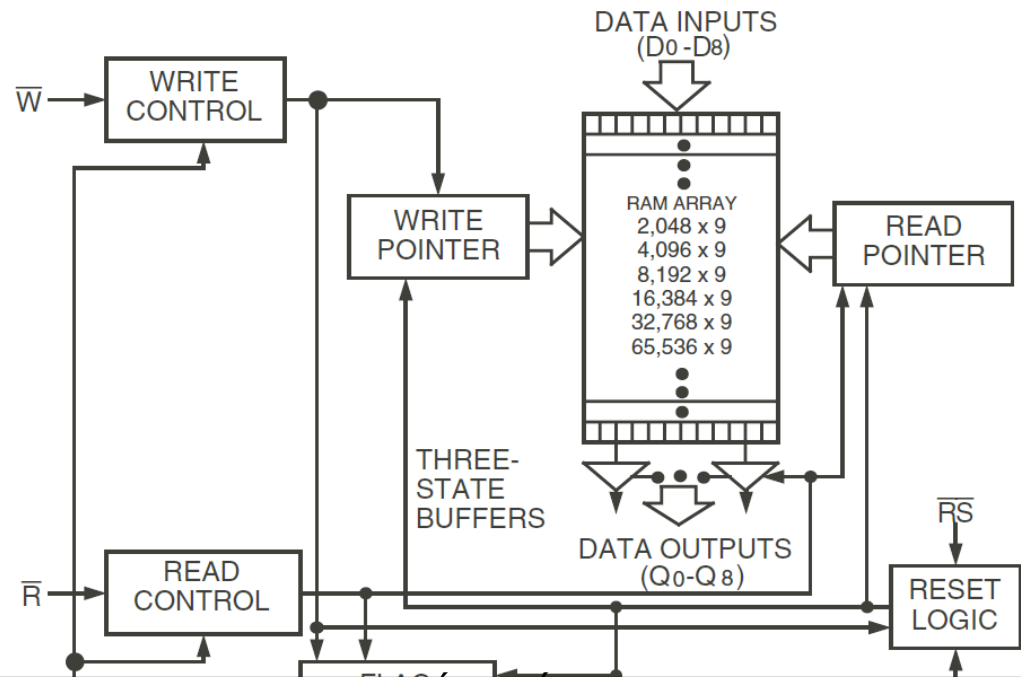 DATA INPUTS
(D0 -D8)
W̅
WRITE
CONTROL
WRITE
POINTER
RAM ARRAY
2,048 x 9
4,096 x 9
8,192 x 9
16,384 x 9
32,768 x 9
65,536 x 9
READ
POINTER
THREE-
STATE
BUFFERS
DATA OUTPUTS
(Q0-Q8)
R̅S̅
R̅
READ
CONTROL
RESET
LOGIC